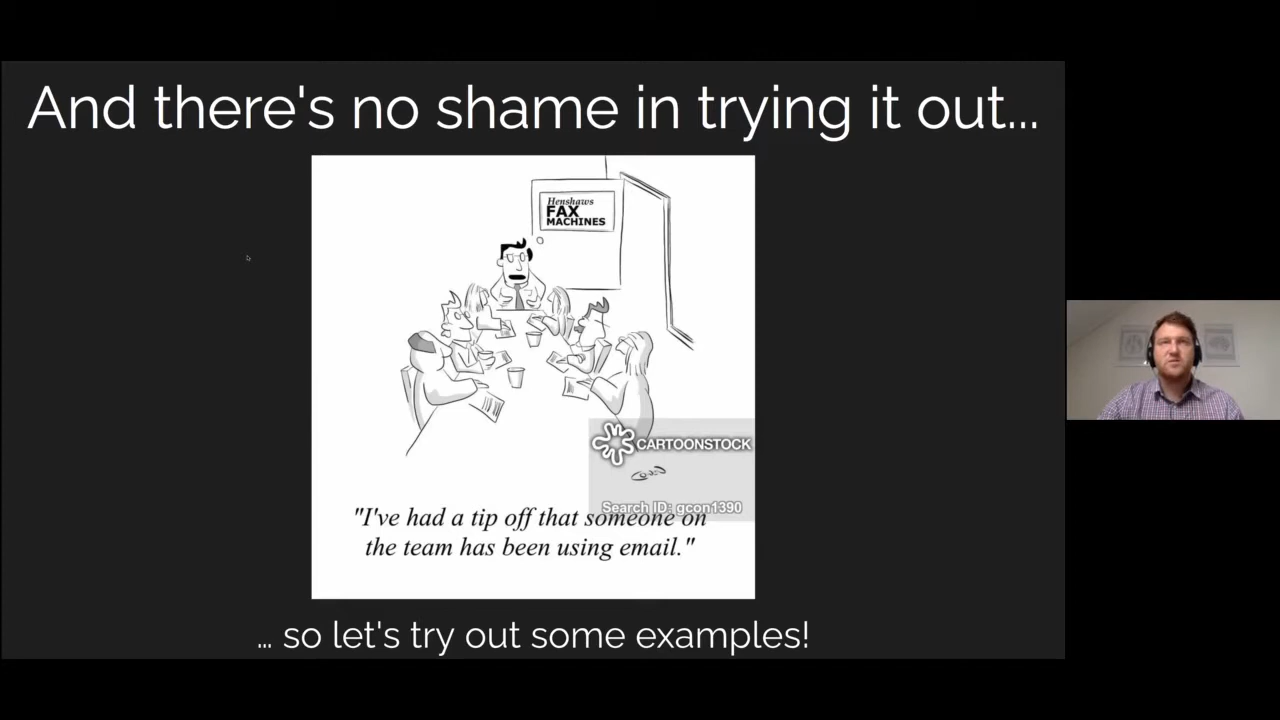 And there's no shame in trying it out...
Henshaws
FAX
MACHINES
CARTOONSTOCK
Search ID: gcon1390
"I've had a tip off that someone on
the team has been using email."
... so let's try out some examples!